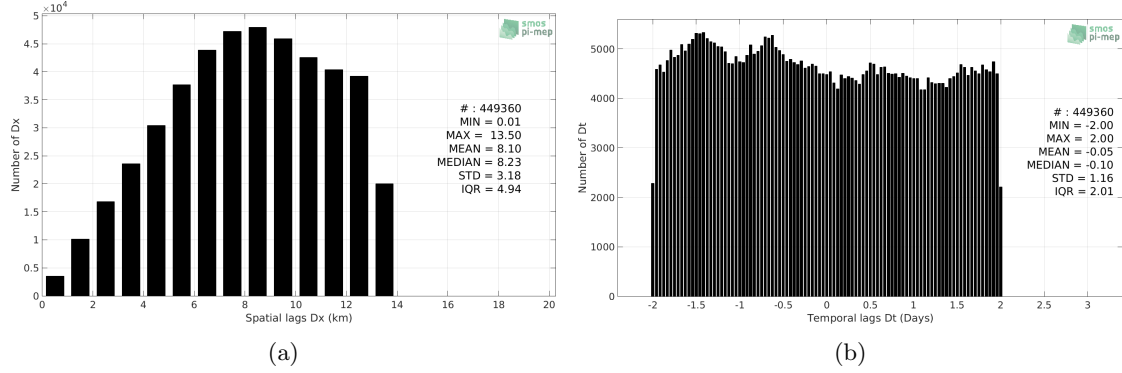 ×10⁴
5
4.5
4
3.5
3
2.5
2
1.5
1
0.5
0
Number of Dx
0 2 4 6 8 10 12 14 16 18 20
Spatial lags Dx (km)
smos
pi-mep
# : 449360
MIN = 0.01
MAX = 13.50
MEAN = 8.10
MEDIAN = 8.23
STD = 3.18
IQR = 4.94
(a)
5000
4000
3000
2000
1000
0
Number of Dt
-2 -1.5 -1 -0.5 0 0.5 1 1.5 2 2.5 3
Temporal lags Dt (Days)
smos
pi-mep
# : 449360
MIN = -2.00
MAX = 2.00
MEAN = -0.05
MEDIAN = -0.10
STD = 1.16
IQR = 2.01
(b)